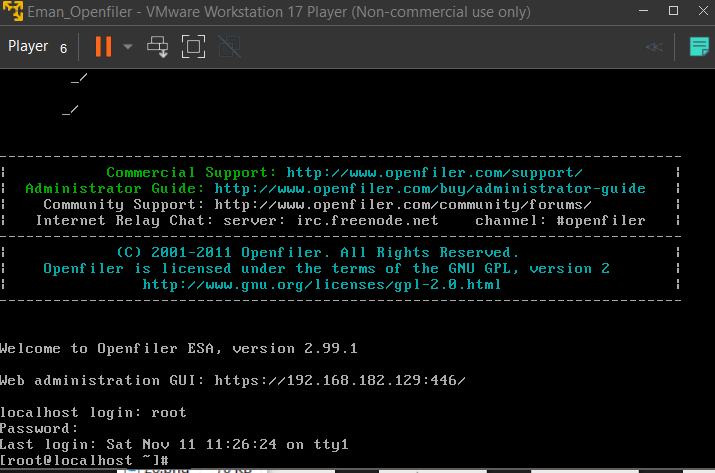 Eman_Openfiler - VMware Workstation 17 Player (Non-commercial use only)
Player 6
_/
_/
Commercial Support: http://www.openfiler.com/support/
Administrator Guide: http://www.openfiler.com/buy/administrator-guide
Community Support: http://www.openfiler.com/community/forums/
Internet Relay Chat: server: irc.freenode.net channel: #openfiler
(C) 2001-2011 Openfiler. All Rights Reserved.
Openfiler is licensed under the terms of the GNU GPL, version 2
http://www.gnu.org/licenses/gpl-2.0.html
Welcome to Openfiler ESA, version 2.99.1
Web administration GUI: https://192.168.182.129:446/
localhost login: root
Password:
Last login: Sat Nov 11 11:26:24 on tty1
[root@localhost ~]#